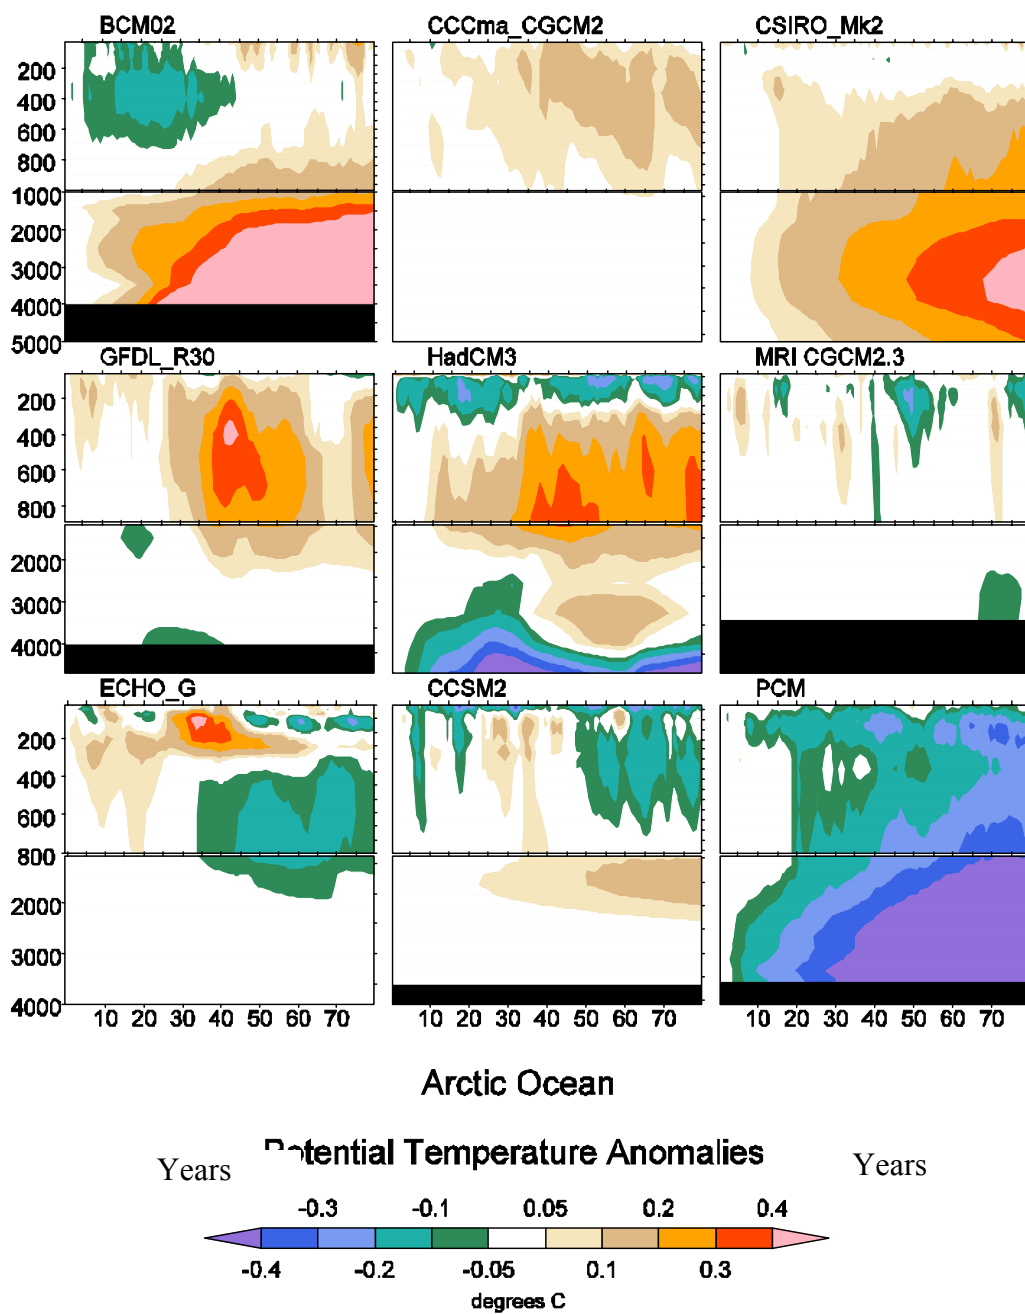 BCM02 CCCma_CGCM2 CSIRO_Mk2
200
400
600
800
1000
2000
3000
4000
5000
GFDL_R30 HadCM3 MRI CGCM2.3
200
400
600
800
2000
3000
4000
ECHO_G CCSM2 PCM
200
400
600
800
800
2000
3000
4000
10 20 30 40 50 60 70 10 20 30 40 50 60 70 10 20 30 40 50 60 70
Arctic Ocean
Potential Temperature Anomalies
Years Years
-0.3 -0.1 0.05 0.2 0.4
-0.4 -0.2 -0.05 0.1 0.3
degrees C